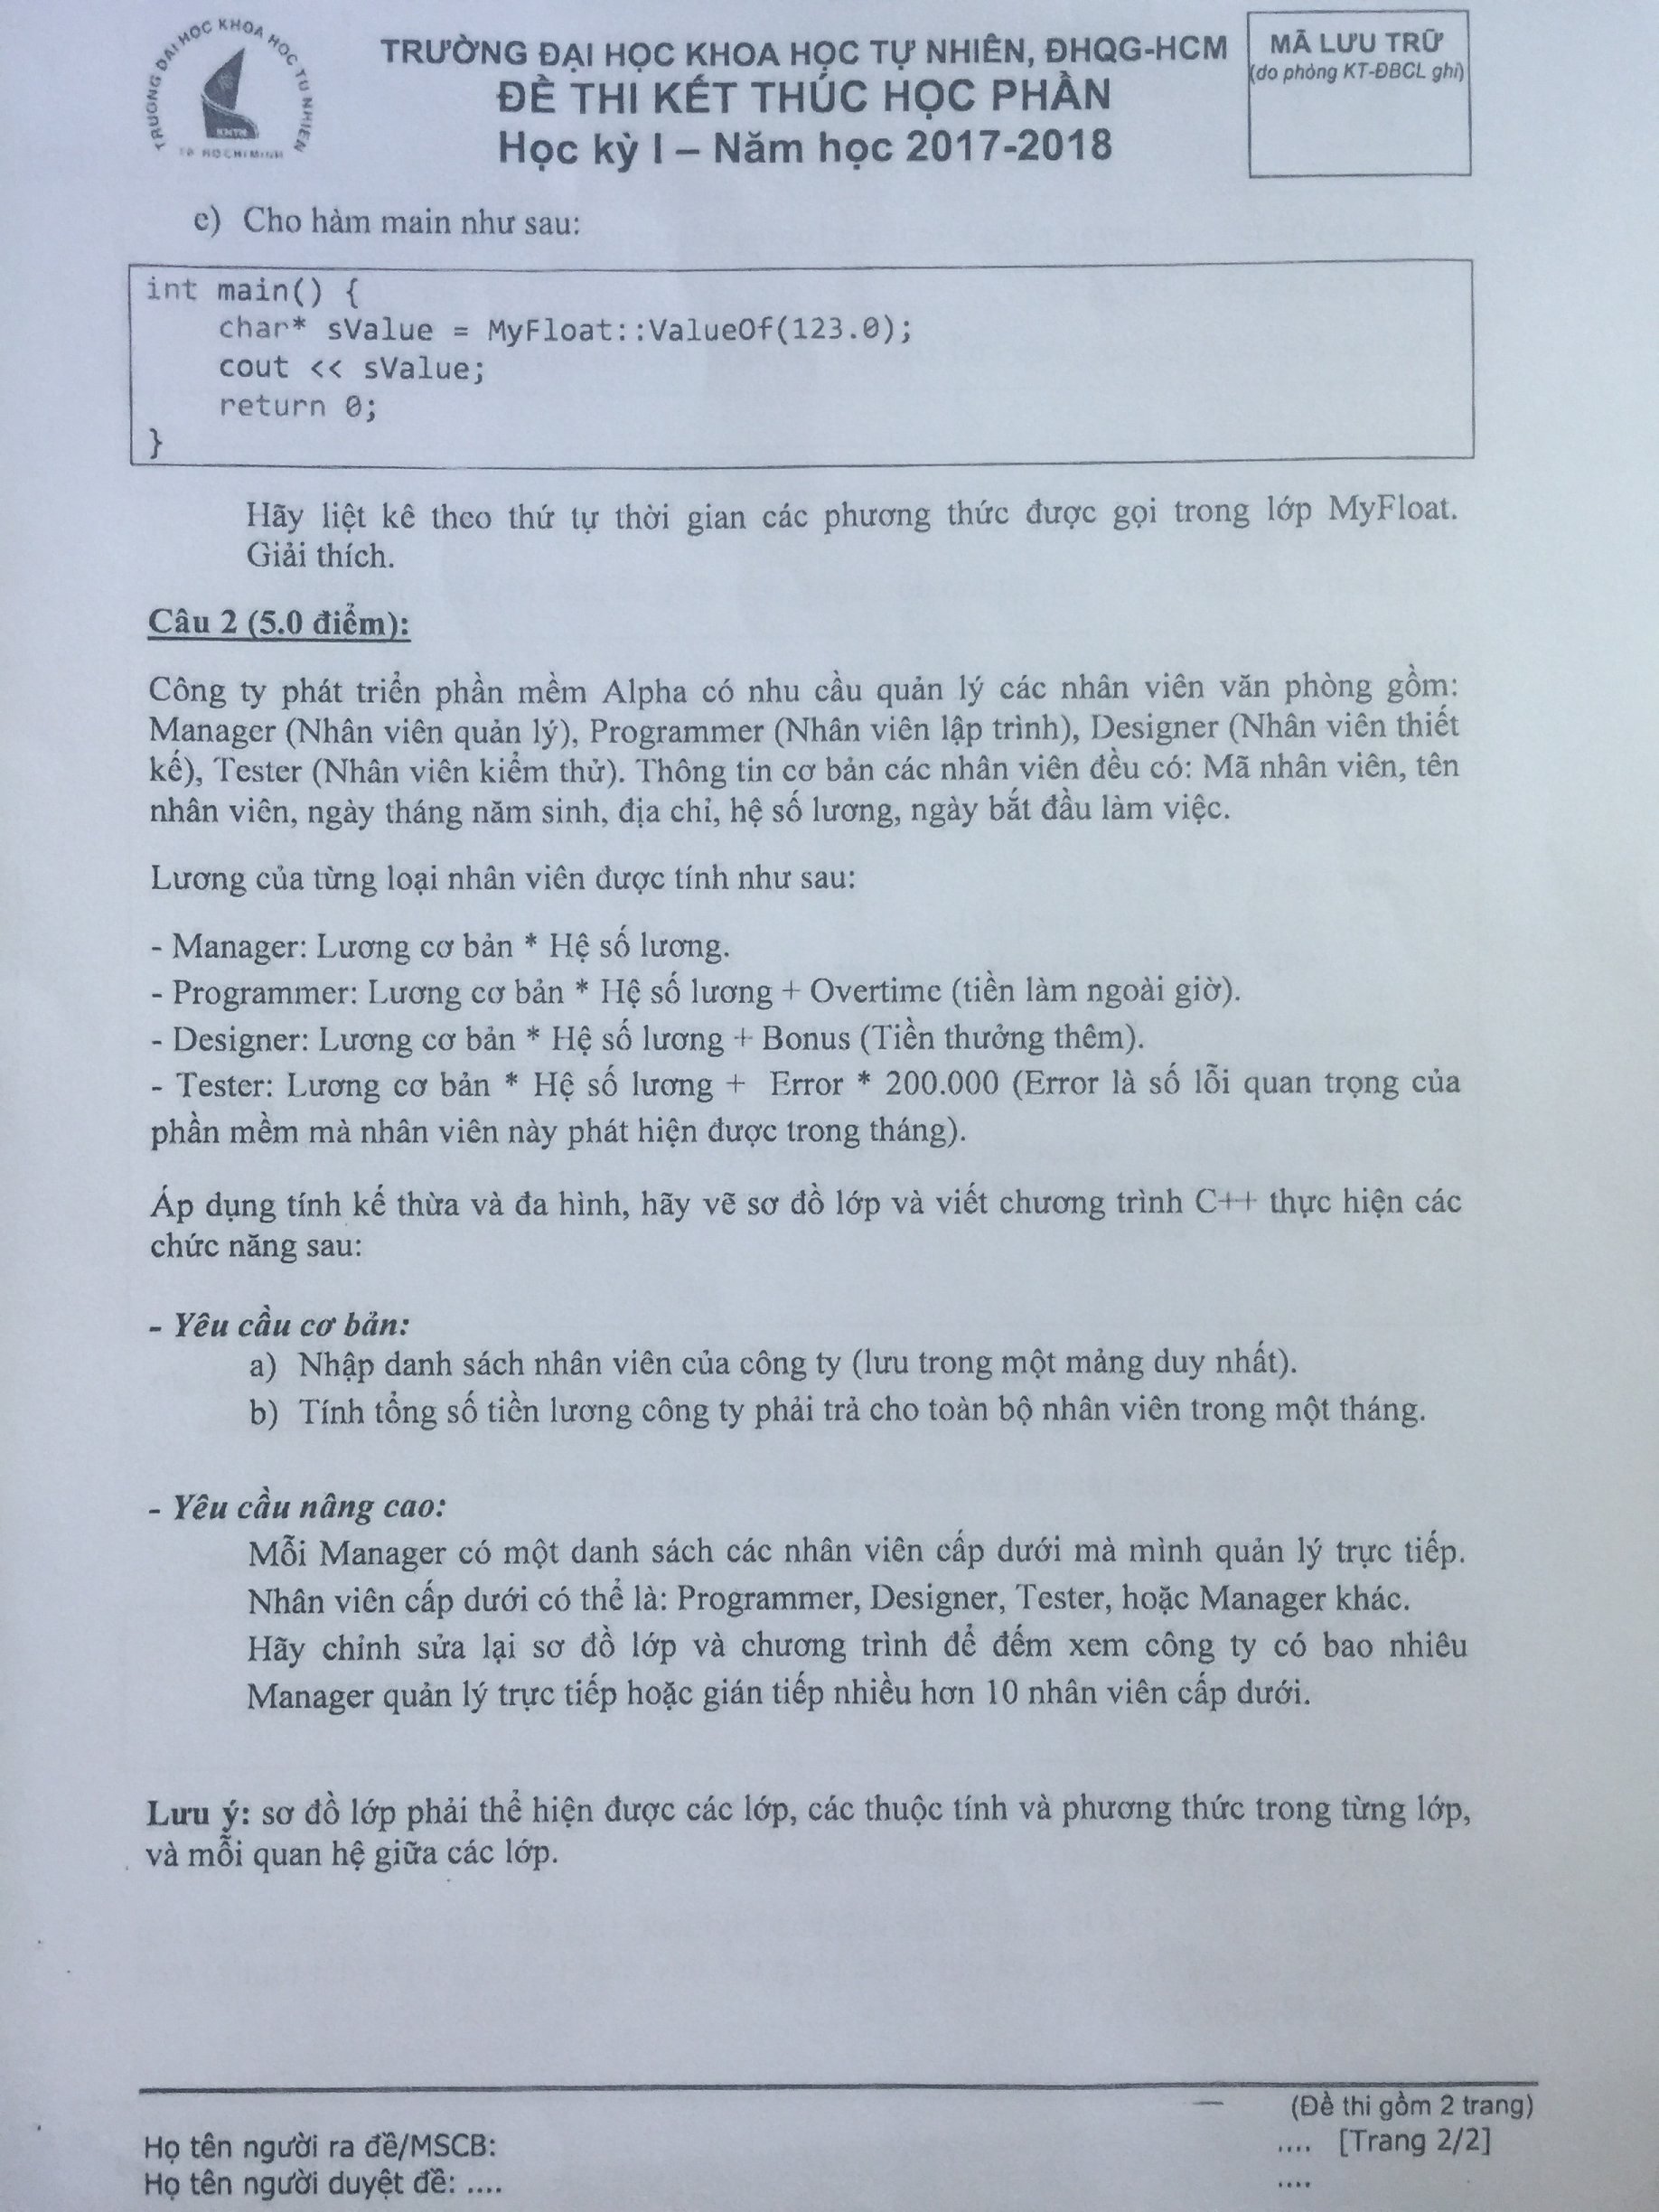 TRƯỜNG ĐẠI HỌC KHOA HỌC TỰ NHIÊN
TP. HỒ CHÍ MINH
TRƯỜNG ĐẠI HỌC KHOA HỌC TỰ NHIÊN, ĐHQG-HCM
ĐỀ THI KẾT THÚC HỌC PHẦN
Học kỳ I – Năm học 2017-2018
MÃ LƯU TRỮ
(do phòng KT-ĐBCL ghi)
e) Cho hàm main như sau:
int main() {
char* sValue = MyFloat::ValueOf(123.0);
cout << sValue;
return 0;
}
Hãy liệt kê theo thứ tự thời gian các phương thức được gọi trong lớp MyFloat.
Giải thích.
Câu 2 (5.0 điểm):
Công ty phát triển phần mềm Alpha có nhu cầu quản lý các nhân viên văn phòng gồm:
Manager (Nhân viên quản lý), Programmer (Nhân viên lập trình), Designer (Nhân viên thiết
kế), Tester (Nhân viên kiểm thử). Thông tin cơ bản các nhân viên đều có: Mã nhân viên, tên
nhân viên, ngày tháng năm sinh, địa chỉ, hệ số lương, ngày bắt đầu làm việc.
Lương của từng loại nhân viên được tính như sau:
- Manager: Lương cơ bản * Hệ số lương.
- Programmer: Lương cơ bản * Hệ số lương + Overtime (tiền làm ngoài giờ).
- Designer: Lương cơ bản * Hệ số lương + Bonus (Tiền thưởng thêm).
- Tester: Lương cơ bản * Hệ số lương + Error * 200.000 (Error là số lỗi quan trọng của
phần mềm mà nhân viên này phát hiện được trong tháng).
Áp dụng tính kế thừa và đa hình, hãy vẽ sơ đồ lớp và viết chương trình C++ thực hiện các
chức năng sau:
- Yêu cầu cơ bản:
a) Nhập danh sách nhân viên của công ty (lưu trong một mảng duy nhất).
b) Tính tổng số tiền lương công ty phải trả cho toàn bộ nhân viên trong một tháng.
- Yêu cầu nâng cao:
Mỗi Manager có một danh sách các nhân viên cấp dưới mà mình quản lý trực tiếp.
Nhân viên cấp dưới có thể là: Programmer, Designer, Tester, hoặc Manager khác.
Hãy chỉnh sửa lại sơ đồ lớp và chương trình để đếm xem công ty có bao nhiêu
Manager quản lý trực tiếp hoặc gián tiếp nhiều hơn 10 nhân viên cấp dưới.
Lưu ý: sơ đồ lớp phải thể hiện được các lớp, các thuộc tính và phương thức trong từng lớp,
và mỗi quan hệ giữa các lớp.
(Đề thi gồm 2 trang)
Họ tên người ra đề/MSCB: .... [Trang 2/2]
Họ tên người duyệt đề: .... ....